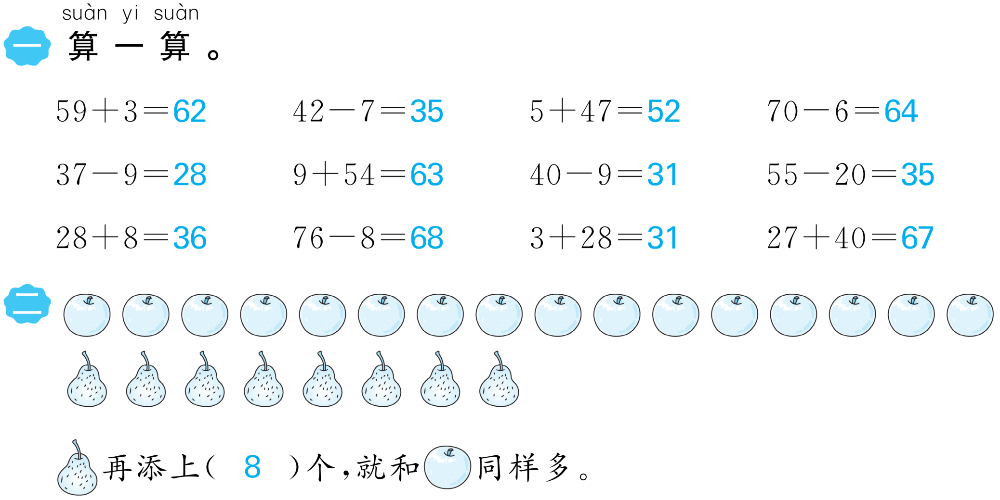 suàn yi suàn
一 算一算。
59+3=62 42-7=35 5+47=52 70-6=64
37-9=28 9+54=63 40-9=31 55-20=35
28+8=36 76-8=68 3+28=31 27+40=67
二
再添上( 8 )个,就和同样多。